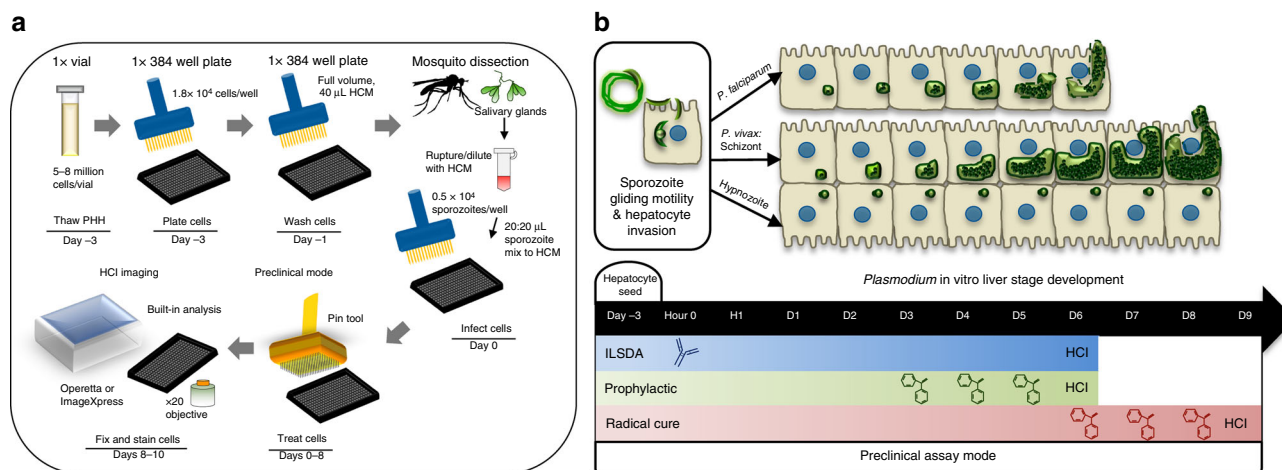 a
1× vial
5–8 million
cells/vial
Thaw PHH
Day –3
1× 384 well plate
1.8× 10⁴ cells/well
Plate cells
Day –3
1× 384 well plate
Full volume,
40 µL HCM
Wash cells
Day –1
Mosquito dissection
Salivary glands
Rupture/dilute
with HCM
0.5 × 10⁴
sporozoites/well
20:20 µL
sporozoite
mix to HCM
Infect cells
Day 0
Preclinical mode
Pin tool
Treat cells
Days 0–8
HCI imaging
Built-in analysis
Operetta or
ImageXpress
×20
objective
Fix and stain cells
Days 8–10
b
Sporozoite
gliding motility
& hepatocyte
invasion
P. falciparum
P. vivax:
Schizont
Hypnozoite
Hepatocyte
seed
Plasmodium in vitro liver stage development
Day –3 Hour 0 H1 D1 D1 D2 D3 D4 D5 D6 D7 D8 D9
ILSDA HCI
Prophylactic HCI
Radical cure HCI
Preclinical assay mode